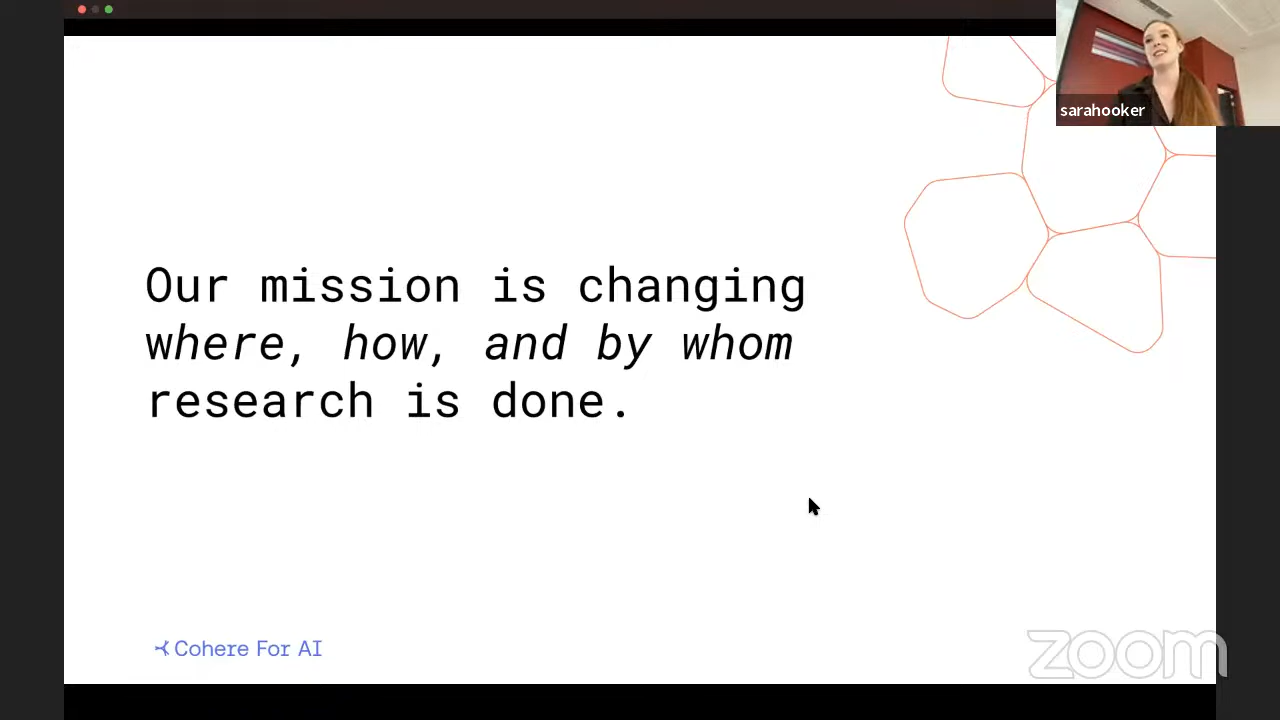 sarahooker
Our mission is changing
where, how, and by whom
research is done.
Cohere For AI
zoom